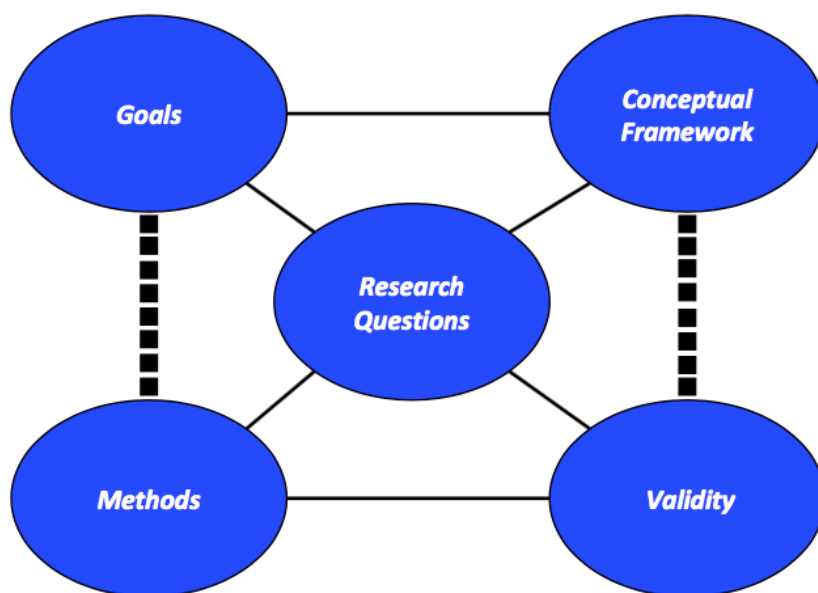 Goals
Conceptual
Framework
Research
Questions
Methods
Validity